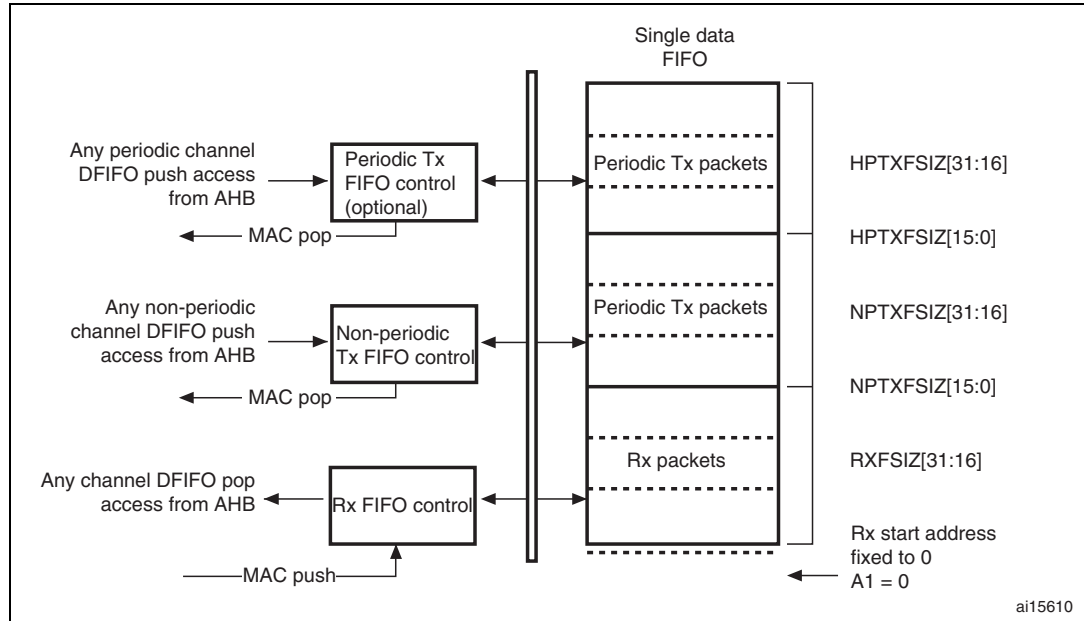 Single data
FIFO
Any periodic channel
DFIFO push access
from AHB
Periodic Tx
FIFO control
(optional)
MAC pop
Periodic Tx packets
HPTXFSIZ[31:16]
HPTXFSIZ[15:0]
Any non-periodic
channel DFIFO push
access from AHB
Non-periodic
Tx FIFO control
MAC pop
Periodic Tx packets
NPTXFSIZ[31:16]
NPTXFSIZ[15:0]
Any channel DFIFO pop
access from AHB
Rx FIFO control
MAC push
Rx packets
RXFSIZ[31:16]
Rx start address
fixed to 0
A1 = 0
ai15610